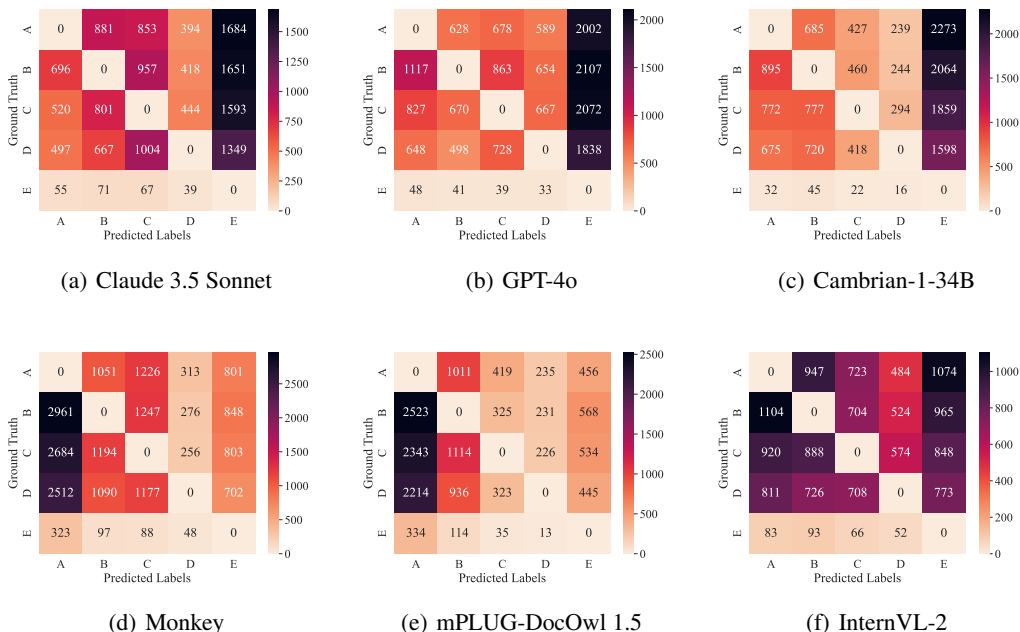 A 0 881 853 394 1684
B 696 0 957 418 1651
C 520 801 0 444 1593
D 497 667 1004 0 1349
E 55 71 67 39 0
A B C D E
Predicted Labels
Ground Truth
1500
1250
1000
750
500
250
0
(a) Claude 3.5 Sonnet
A 0 628 678 589 2002
B 1117 0 863 654 2107
C 827 670 0 667 2072
D 648 498 728 0 1838
E 48 41 39 33 0
A B C D E
Predicted Labels
Ground Truth
2000
1500
1000
500
0
(b) GPT-4o
A 0 685 427 239 2273
B 895 0 460 244 2064
C 772 777 0 294 1859
D 675 720 418 0 1598
E 32 45 22 16 0
A B C D E
Predicted Labels
Ground Truth
2000
1500
1000
500
0
(c) Cambrian-1-34B
A 0 1051 1226 313 801
B 2961 0 1247 276 848
C 2684 1194 0 256 803
D 2512 1090 1177 0 702
E 323 97 88 48 0
A B C D E
Predicted Labels
Ground Truth
2500
2000
1500
1000
500
0
(d) Monkey
A 0 1011 419 235 456
B 2523 0 325 231 568
C 2343 1114 0 226 534
D 2214 936 323 0 445
E 334 114 35 13 0
A B C D E
Predicted Labels
Ground Truth
2500
2000
1500
1000
500
0
(e) mPLUG-DocOwl 1.5
A 0 947 723 484 1074
B 1104 0 704 524 965
C 920 888 0 574 848
D 811 726 708 0 773
E 83 93 66 52 0
A B C D E
Predicted Labels
Ground Truth
1000
800
600
400
200
0
(f) InternVL-2